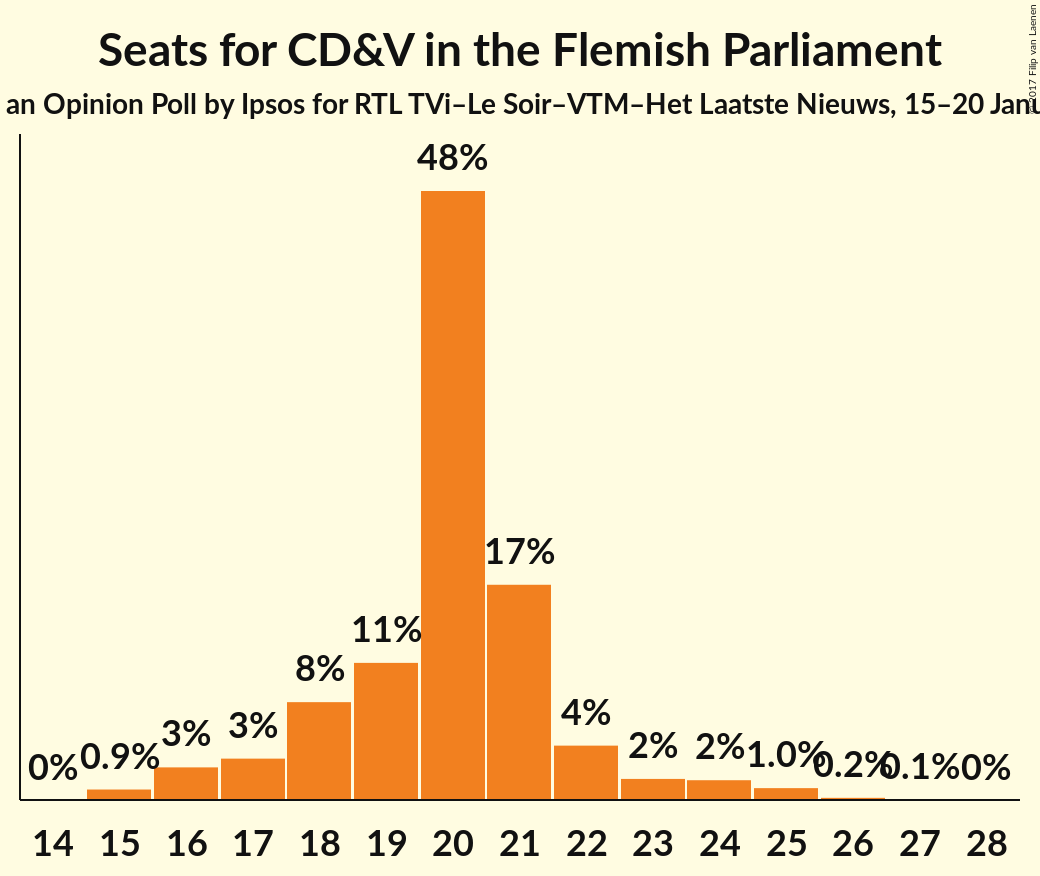 Seats for CD&V in the Flemish Parliament
an Opinion Poll by Ipsos for RTL TVi–Le Soir–VTM–Het Laatste Nieuws, 15–20 Janu
© 2017 Filip van Laenen
48%
17%
11%
8%
4%
3% 3% 2% 2%
0% 0.9% 1.0% 0.2% 0.1% 0%
14 15 16 17 18 19 20 21 22 23 24 25 26 27 28